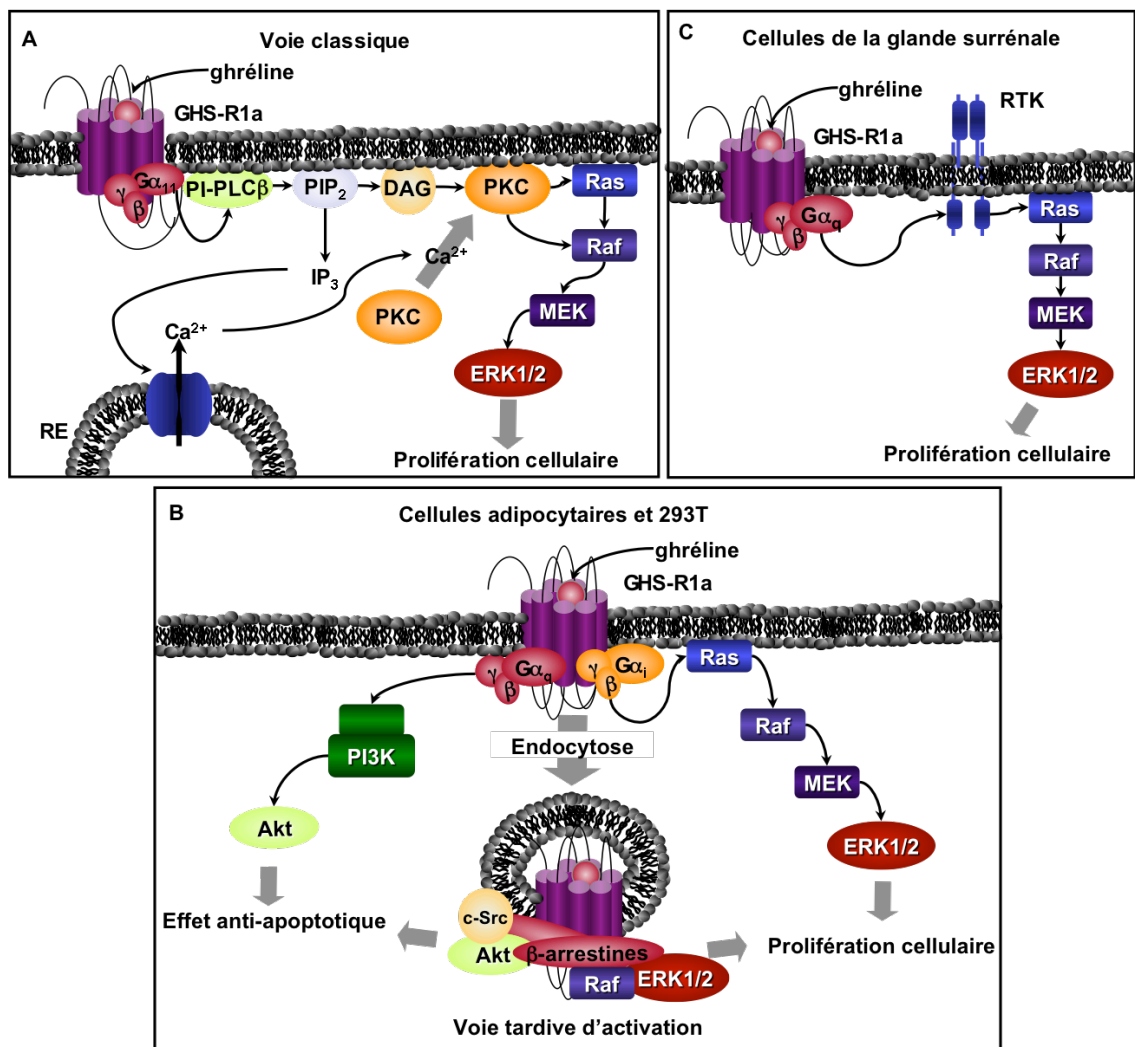 A
Voie classique
ghréline
GHS-R1a
γ
β
Gα11
PI-PLCβ
PIP2
DAG
PKC
Ras
Raf
IP3
Ca2+
PKC
MEK
Ca2+
ERK1/2
RE
Prolifération cellulaire
C
Cellules de la glande surrénale
ghréline
RTK
GHS-R1a
γ
β
Gαq
Ras
Raf
MEK
ERK1/2
Prolifération cellulaire
B
Cellules adipocytaires et 293T
ghréline
GHS-R1a
γ
β
Gαq
γ
β
Gαi
Ras
Raf
PI3K
Endocytose
MEK
Akt
ERK1/2
Effet anti-apoptotique
c-Src
Akt
β-arrestines
Raf
ERK1/2
Prolifération cellulaire
Voie tardive d’activation